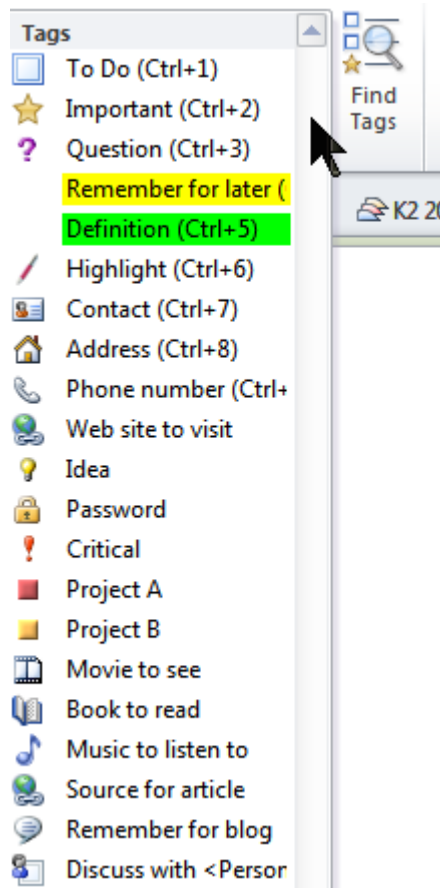 Tags
To Do (Ctrl+1)
Important (Ctrl+2)
Question (Ctrl+3)
Remember for later (
Definition (Ctrl+5)
Highlight (Ctrl+6)
Contact (Ctrl+7)
Address (Ctrl+8)
Phone number (Ctrl+
Web site to visit
Idea
Password
Critical
Project A
Project B
Movie to see
Book to read
Music to listen to
Source for article
Remember for blog
Discuss with <Person
Find
Tags
K2 20